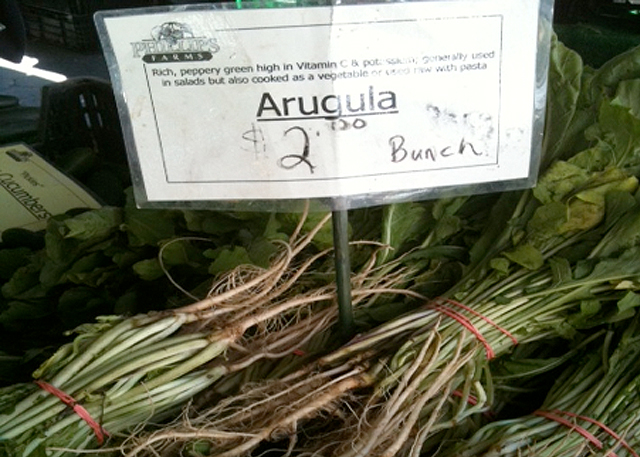 PHILLIPS
FARMS
Rich, peppery green high in Vitamin C & potassium; generally used
in salads but also cooked as a vegetable or used raw with pasta
Arugula
$2.00 Bunch
"Pickles"
Cucumbers